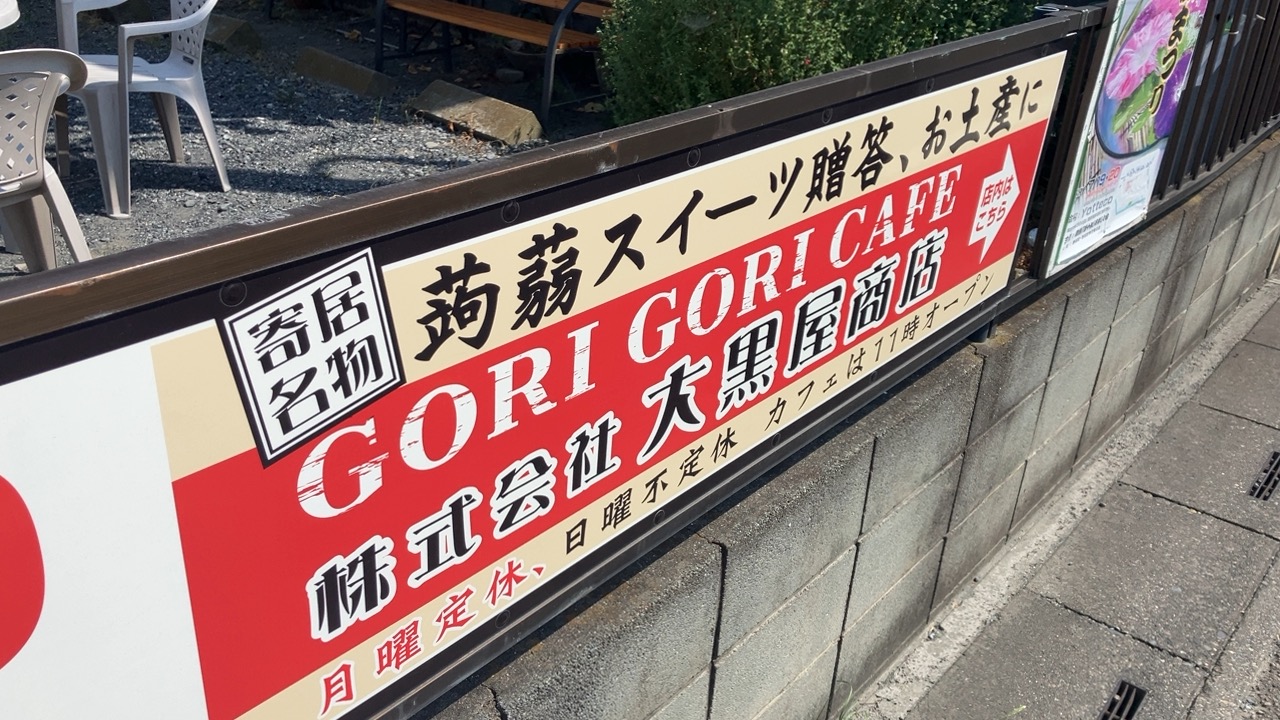 寄居
名物
蒟蒻スイーツ贈答、お土産に
GORI GORI CAFE
店内は
こちら
株式会社 大黒屋商店
月曜定休、日曜不定休 カフェは11時オープン